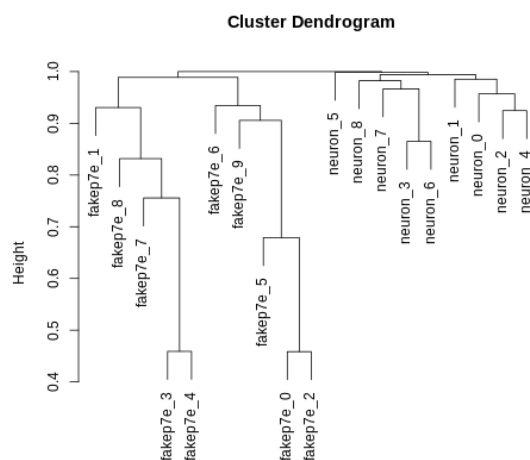 Cluster Dendrogram
Height
1.0
0.9
0.8
0.7
0.6
0.5
0.4
fakep7e_1
fakep7e_8
fakep7e_7
fakep7e_3
fakep7e_4
fakep7e_6
fakep7e_9
fakep7e_5
fakep7e_0
fakep7e_2
neuron_5
neuron_8
neuron_7
neuron_3
neuron_6
neuron_1
neuron_0
neuron_2
neuron_4